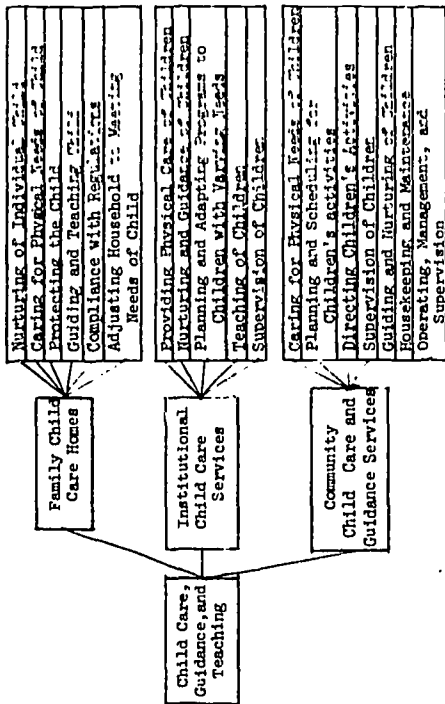 Child Care,
Guidance, and
Teaching
Family Child
Care Homes
Nurturing of Individual Child
Caring for Physical Needs of Child
Protecting the Child
Guiding and Teaching Child
Compliance with Regulations
Adjusting Household to Meeting
Needs of Child
Institutional
Child Care
Services
Providing Physical Care of Children
Nurturing and Guidance of Children
Planning and Adapting Programs to
Children with Varying Needs
Teaching of Children
Supervision of Children
Community
Child Care and
Guidance Services
Caring for Physical Needs of Children
Planning and Scheduling for
Children's activities
Directing Children's Activities
Supervision of Children
Guiding and Nurturing of Children
Housekeeping and Maintenance
Operating, Management, and
Supervision